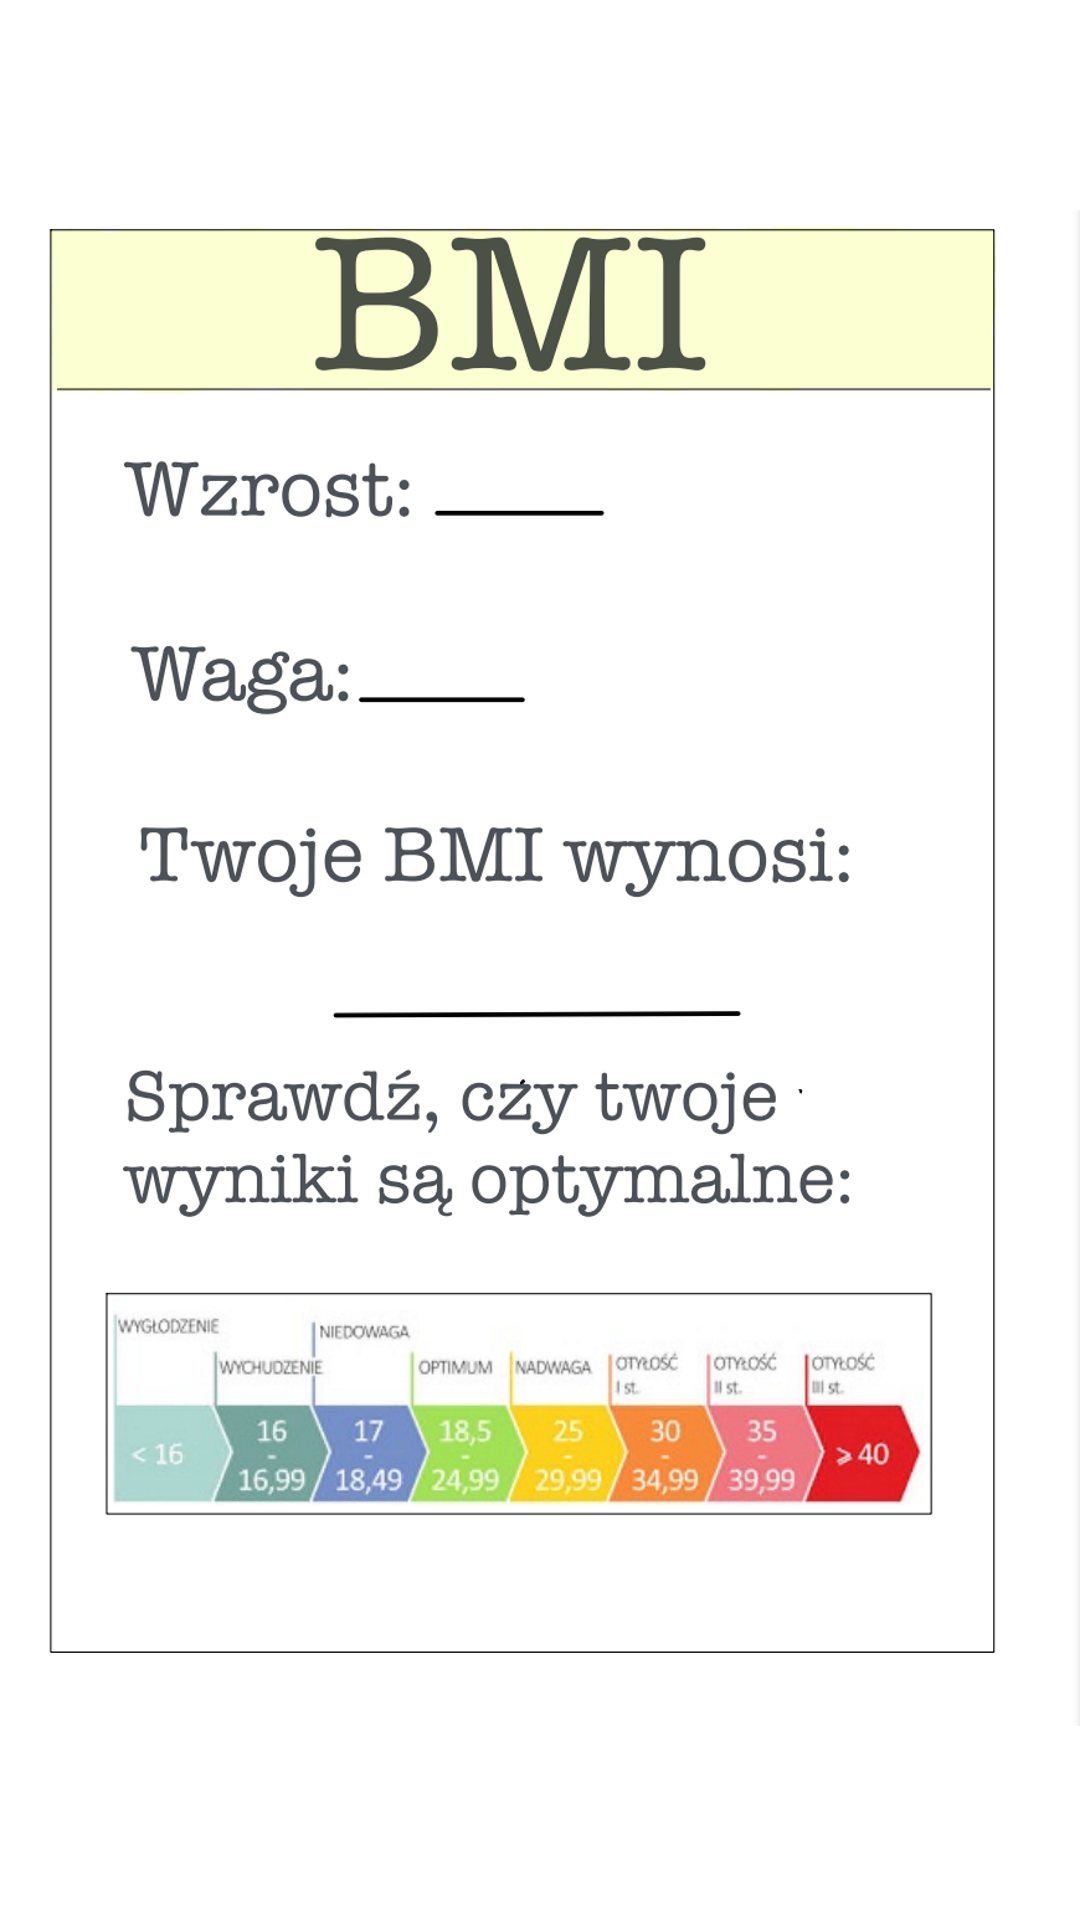 BMI
Wzrost: _____
Waga: _____
Twoje BMI wynosi:
__________
Sprawdź, czy twoje
wyniki są optymalne:
WYGŁODZENIE
WYCHUDZENIE
NIEDOWAGA
OPTIMUM
NADWAGA
OTYŁOŚĆ
I st.
OTYŁOŚĆ
II st.
OTYŁOŚĆ
III st.
< 16
16
-
16,99
17
-
18,49
18,5
-
24,99
25
-
29,99
30
-
34,99
35
-
39,99
⩾ 40